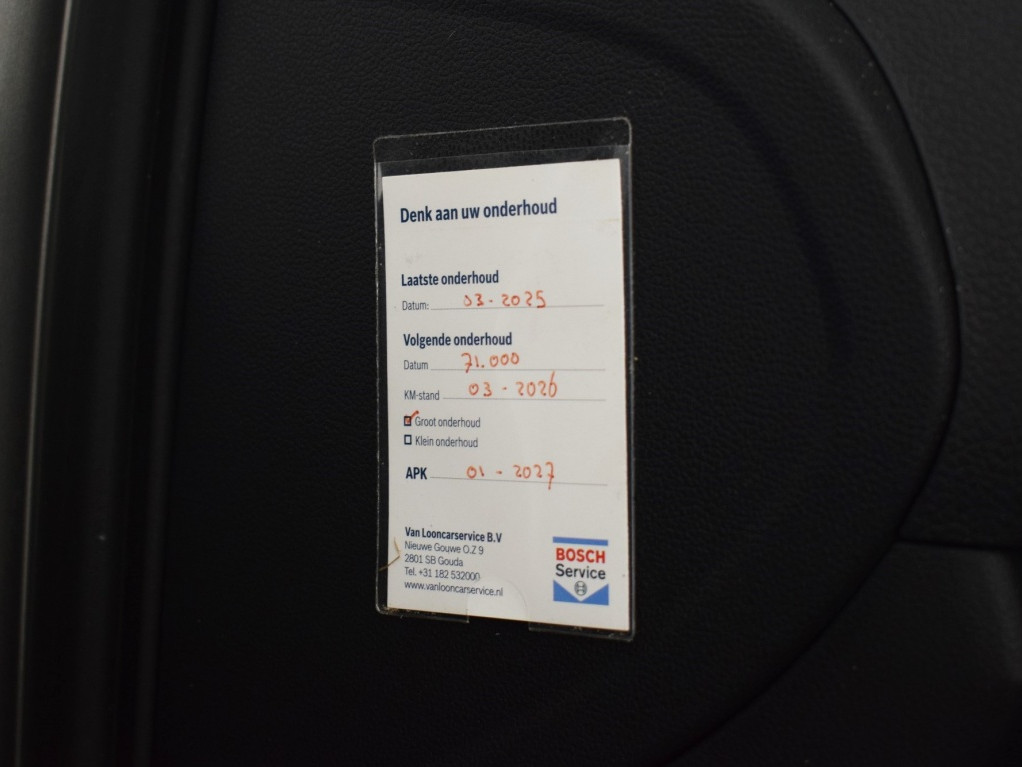 Denk aan uw onderhoud
Laatste onderhoud
Datum: 03-2025
Volgende onderhoud
Datum 71.000
KM-stand 03-2026
Groot onderhoud
Klein onderhoud
APK 01-2027
Van Looncarservice B.V
Nieuwe Gouwe O.Z 9
2801 SB Gouda
Tel. +31 182 532000
www.vanlooncarservice.nl
BOSCH
Service